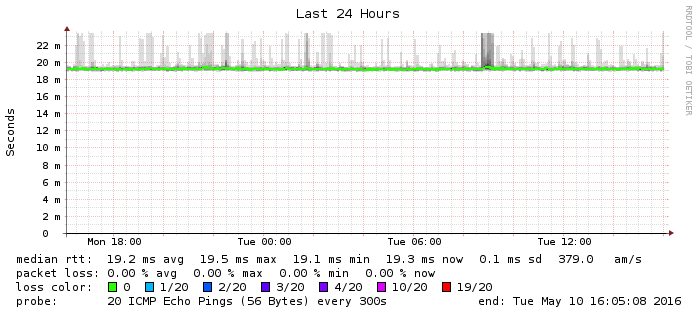 Last 24 Hours
RRDTOOL / TOBI OETIKER
Seconds
22 m
20 m
18 m
16 m
14 m
12 m
10 m
8 m
6 m
4 m
2 m
0
Mon 18:00 Tue 00:00 Tue 06:00 Tue 12:00
median rtt: 19.2 ms avg 19.5 ms max 19.1 ms min 19.3 ms now 0.1 ms sd 379.0 am/s
packet loss: 0.00 % avg 0.00 % max 0.00 % min 0.00 % now
loss color: 0 1/20 2/20 3/20 4/20 10/20 19/20
probe: 20 ICMP Echo Pings (56 Bytes) every 300s end: Tue May 10 16:05:08 2016